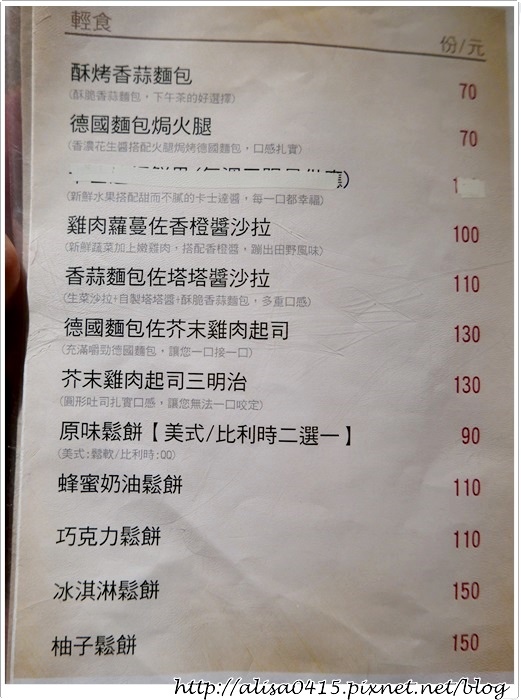 輕食
份/元
酥烤香蒜麵包 70
(酥脆香蒜麵包，下午茶的好選擇)
德國麵包焗火腿 70
(香濃花生醬搭配火腿焗烤德國麵包，口感扎實)
(新鮮水果搭配甜而不膩的卡士達醬，每一口都幸福)
雞肉蘿蔓佐香橙醬沙拉 100
(新鮮蔬菜加上嫩雞肉，搭配香橙醬，蹦出田野風味)
香蒜麵包佐塔塔醬沙拉 110
(生菜沙拉+自製塔塔醬+酥脆香蒜麵包，多重口感)
德國麵包佐芥末雞肉起司 130
(充滿嚼勁德國麵包，讓您一口接一口)
芥末雞肉起司三明治 130
(圓形吐司扎實口感，讓您無法一口咬定)
原味鬆餅【美式/比利時二選一】 90
(美式:鬆軟/比利時:QQ)
蜂蜜奶油鬆餅 110
巧克力鬆餅 110
冰淇淋鬆餅 150
柚子鬆餅 150
http://alisa0415.pixnet.net/blog